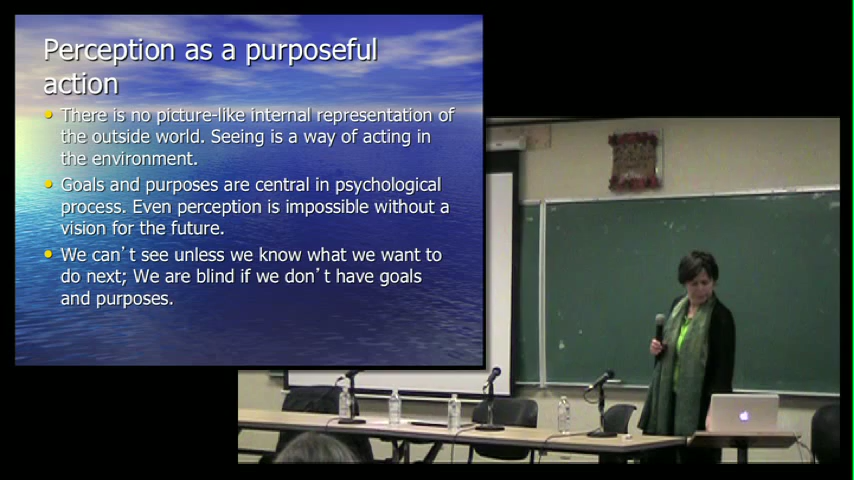 Perception as a purposeful
action
There is no picture-like internal representation of
the outside world. Seeing is a way of acting in
the environment.
Goals and purposes are central in psychological
process. Even perception is impossible without a
vision for the future.
We can't see unless we know what we want to
do next; We are blind if we don't have goals
and purposes.